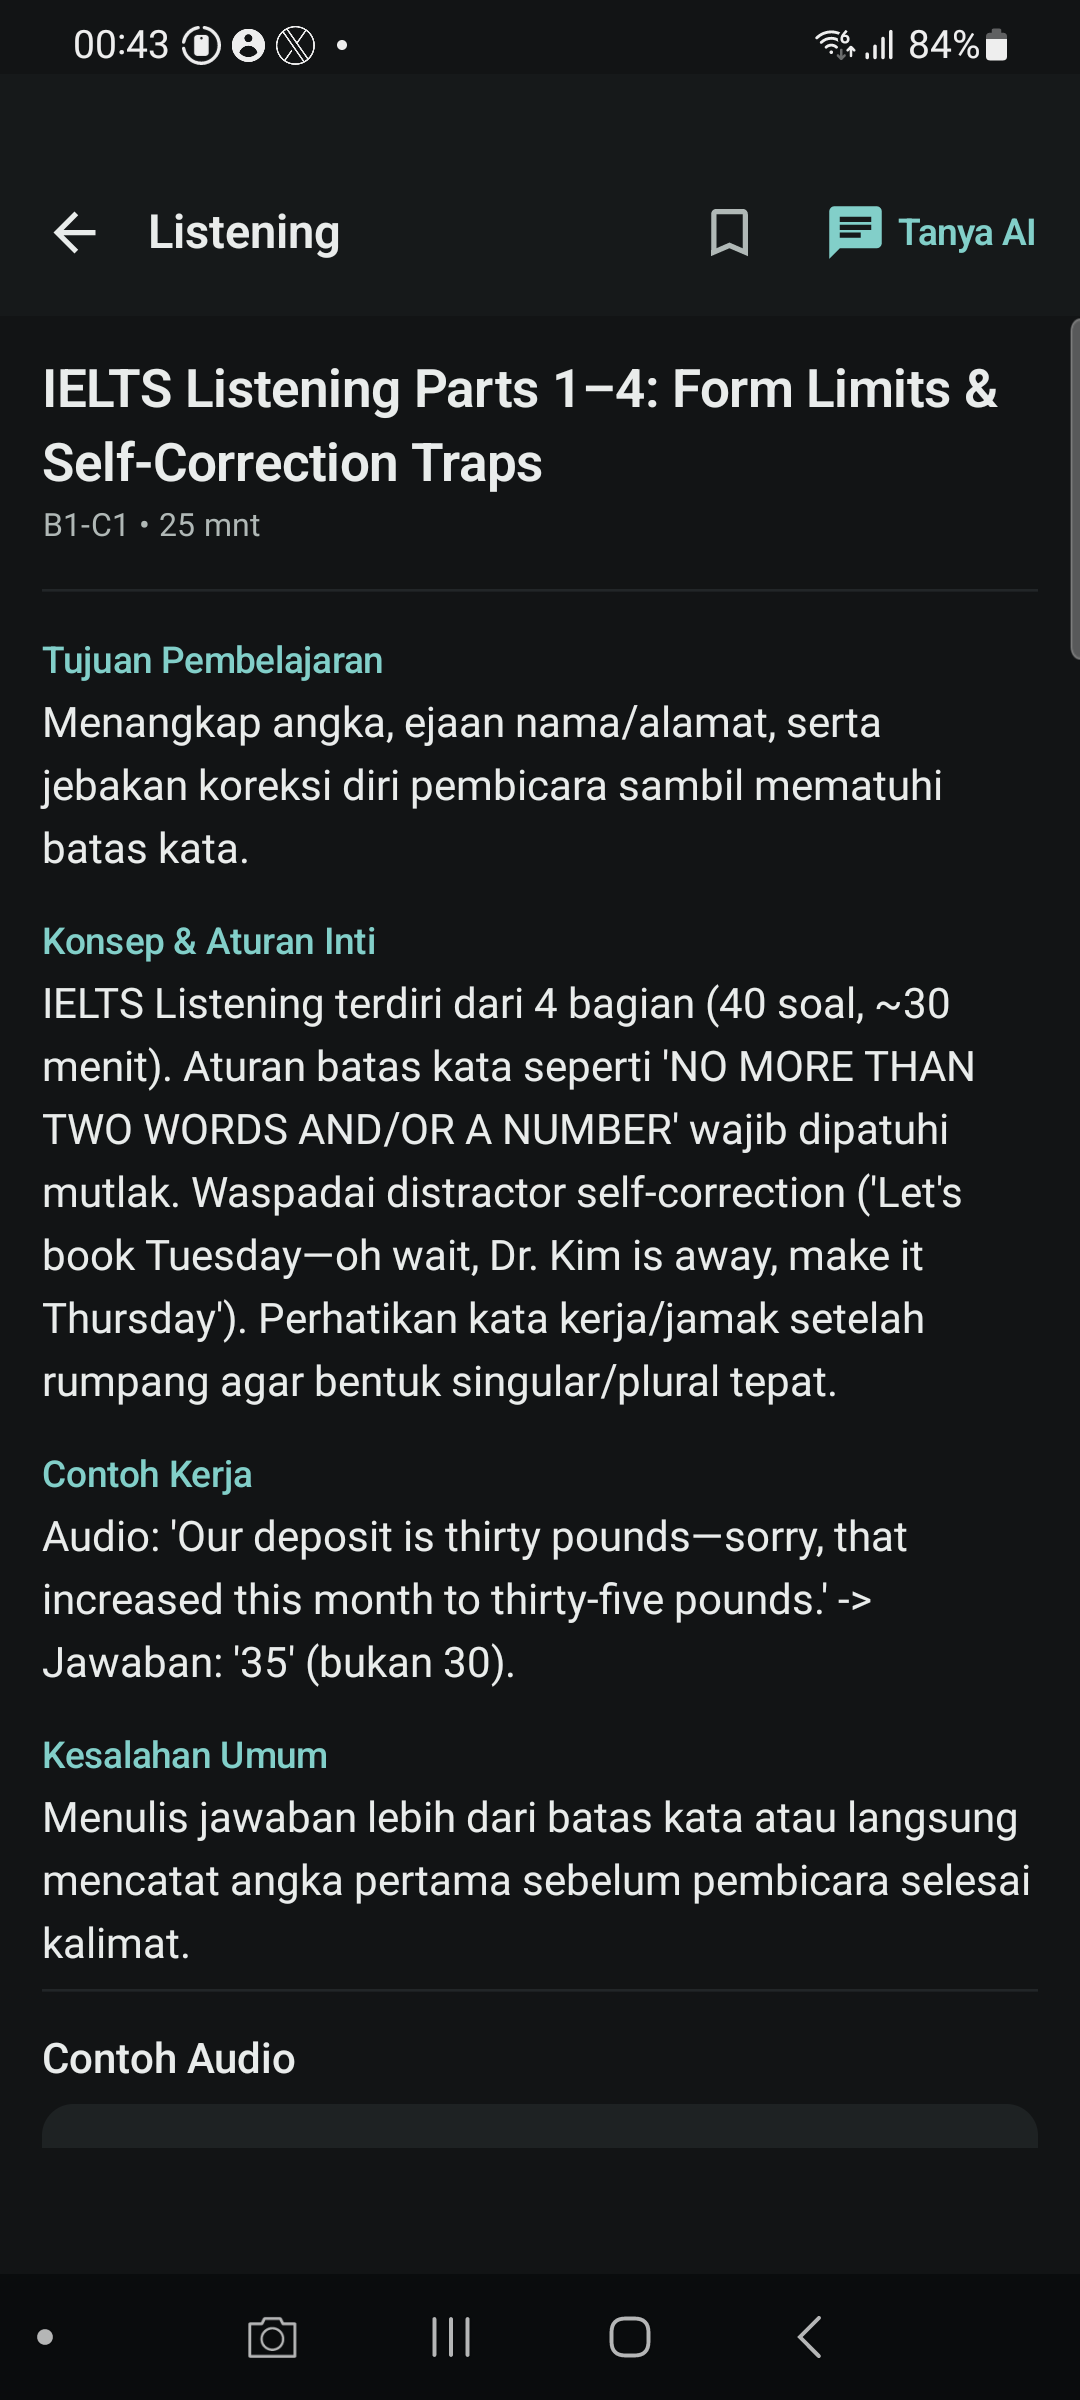 00:43
84%
Listening
Tanya AI
IELTS Listening Parts 1–4: Form Limits &
Self-Correction Traps
B1-C1 • 25 mnt
Tujuan Pembelajaran
Menangkap angka, ejaan nama/alamat, serta
jebakan koreksi diri pembicara sambil mematuhi
batas kata.
Konsep & Aturan Inti
IELTS Listening terdiri dari 4 bagian (40 soal, ~30
menit). Aturan batas kata seperti 'NO MORE THAN
TWO WORDS AND/OR A NUMBER' wajib dipatuhi
mutlak. Waspadai distractor self-correction ('Let's
book Tuesday—oh wait, Dr. Kim is away, make it
Thursday'). Perhatikan kata kerja/jamak setelah
rumpang agar bentuk singular/plural tepat.
Contoh Kerja
Audio: 'Our deposit is thirty pounds—sorry, that
increased this month to thirty-five pounds.' ->
Jawaban: '35' (bukan 30).
Kesalahan Umum
Menulis jawaban lebih dari batas kata atau langsung
mencatat angka pertama sebelum pembicara selesai
kalimat.
Contoh Audio